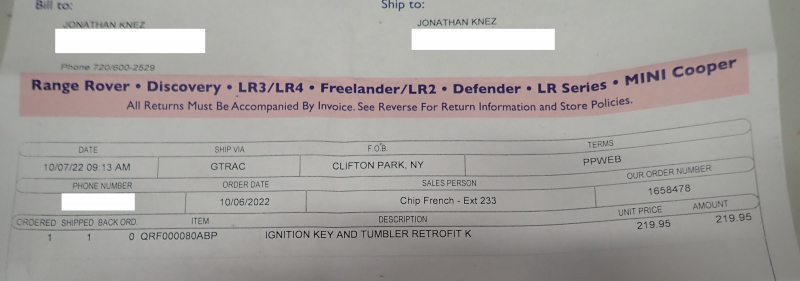 Bill to:
Ship to:
JONATHAN KNEZ
JONATHAN KNEZ
Phone 720/600-2529
Range Rover • Discovery • LR3/LR4 • Freelander/LR2 • Defender • LR Series • MINI Cooper
All Returns Must Be Accompanied By Invoice. See Reverse For Return Information and Store Policies.
DATE SHIP VIA F.O.B. TERMS
10/07/22 09:13 AM GTRAC CLIFTON PARK, NY PPWEB
PHONE NUMBER ORDER DATE SALES PERSON OUR ORDER NUMBER
10/06/2022 Chip French - Ext 233 1658478
ORDERED SHIPPED BACK ORD. ITEM DESCRIPTION UNIT PRICE AMOUNT
1 1 0 QRF000080ABP IGNITION KEY AND TUMBLER RETROFIT K 219.95 219.95